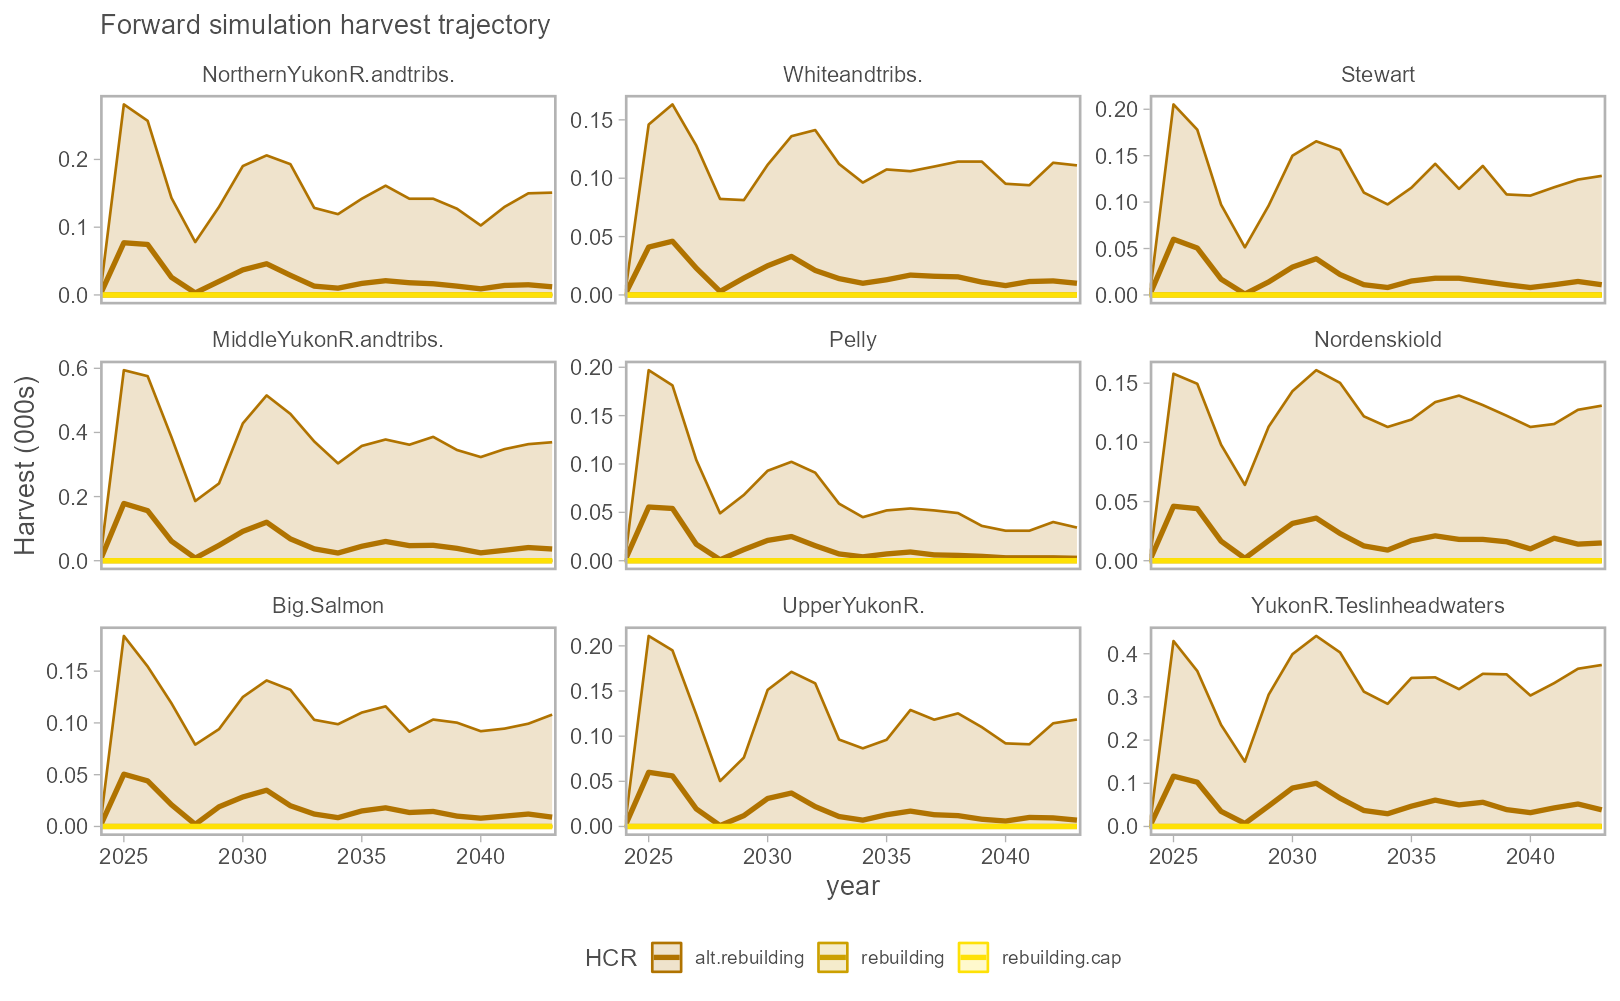 Forward simulation harvest trajectory
NorthernYukonR.andtribs.
Whiteandtribs.
Stewart
0.2
0.1
0.0
0.15
0.10
0.05
0.00
0.20
0.15
0.10
0.05
0.00
MiddleYukonR.andtribs.
Pelly
Nordenskiold
0.6
0.4
0.2
0.0
0.20
0.15
0.10
0.05
0.00
0.15
0.10
0.05
0.00
Harvest (000s)
Big.Salmon
UpperYukonR.
YukonR.Teslinheadwaters
0.15
0.10
0.05
0.00
0.20
0.15
0.10
0.05
0.00
0.4
0.3
0.2
0.1
0.0
2025 2030 2035 2040
2025 2030 2035 2040
2025 2030 2035 2040
year
HCR alt.rebuilding rebuilding rebuilding.cap